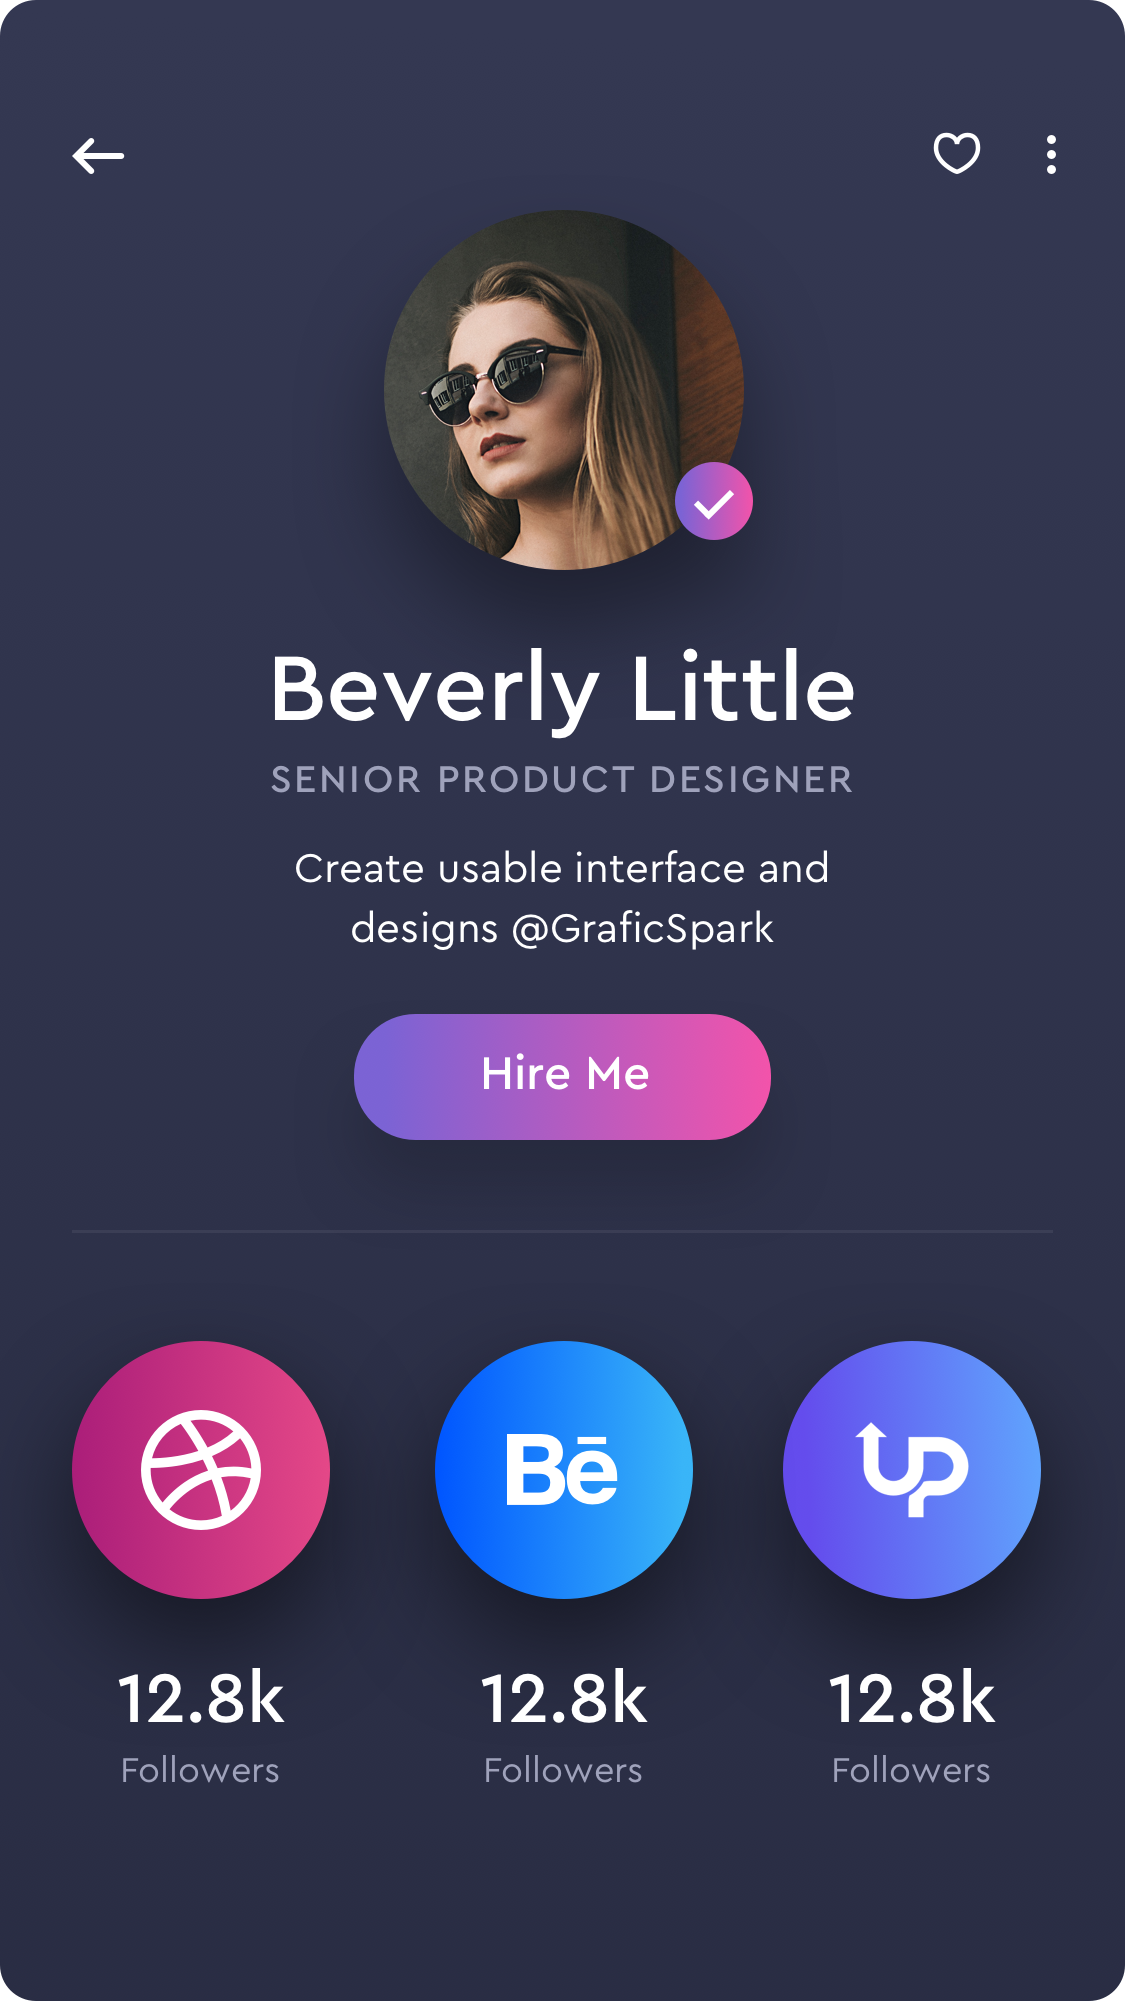 Beverly Little
SENIOR PRODUCT DESIGNER
Create usable interface and
designs @GraficSpark
Hire Me
Bē
UP
12.8k 12.8k 12.8k
Followers Followers Followers